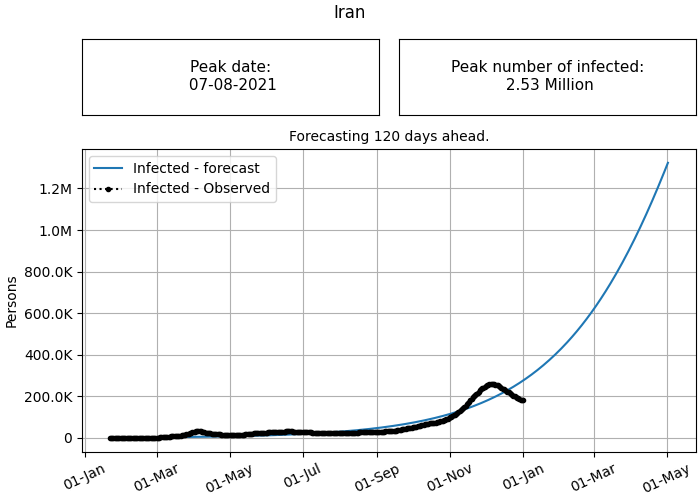 Iran
Peak date:
07-08-2021
Peak number of infected:
2.53 Million
Forecasting 120 days ahead.
Infected - forecast
Infected - Observed
1.2M
1.0M
800.0K
600.0K
400.0K
200.0K
0
Persons
01-Jan
01-Mar
01-May
01-Jul
01-Sep
01-Nov
01-Jan
01-Mar
01-May